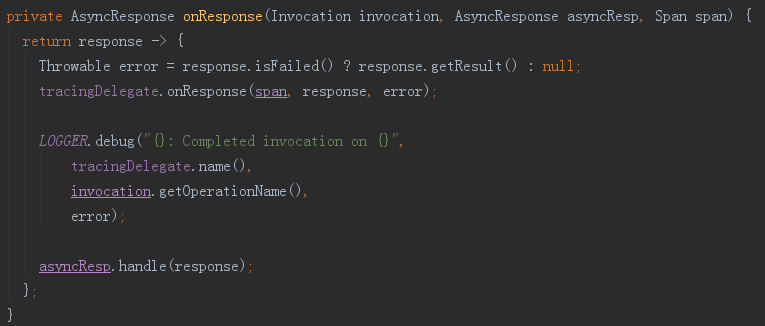 private AsyncResponse onResponse(Invocation invocation, AsyncResponse asyncResp, Span span) {
  return response -> {
    Throwable error = response.isFailed() ? response.getResult() : null;
    tracingDelegate.onResponse(span, response, error);

    LOGGER.debug("{}: Completed invocation on {}",
        tracingDelegate.name(),
        invocation.getOperationName(),
        error);

    asyncResp.handle(response);
  };
}